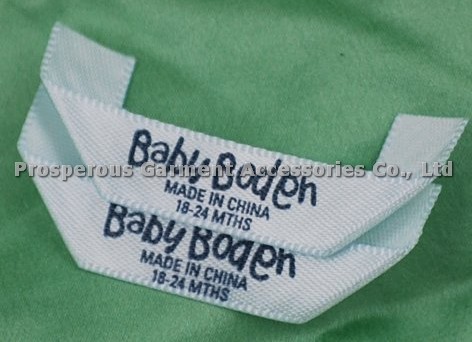 Baby Boden
Prosperous Garment Accessories Co., Ltd
MADE IN CHINA
18-24 MTHS
Baby Boden
MADE IN CHINA
18-24 MTHS